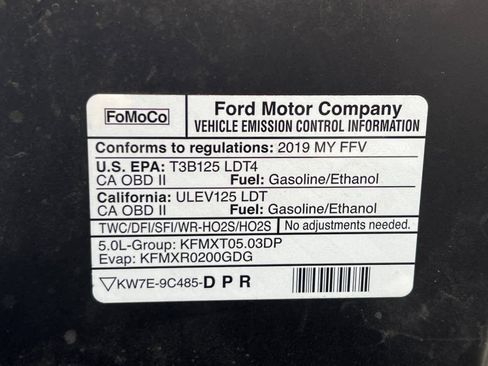 FoMoCo
Ford Motor Company
VEHICLE EMISSION CONTROL INFORMATION
Conforms to regulations: 2019 MY FFV
U.S. EPA: T3B125 LDT4
CA OBD II Fuel: Gasoline/Ethanol
California: ULEV125 LDT
CA OBD II Fuel: Gasoline/Ethanol
TWC/DFI/SFI/WR-HO2S/HO2S No adjustments needed.
5.0L-Group: KFMXT05.03DP
Evap: KFMXR0200GDG
▽KW7E-9C485-D P R